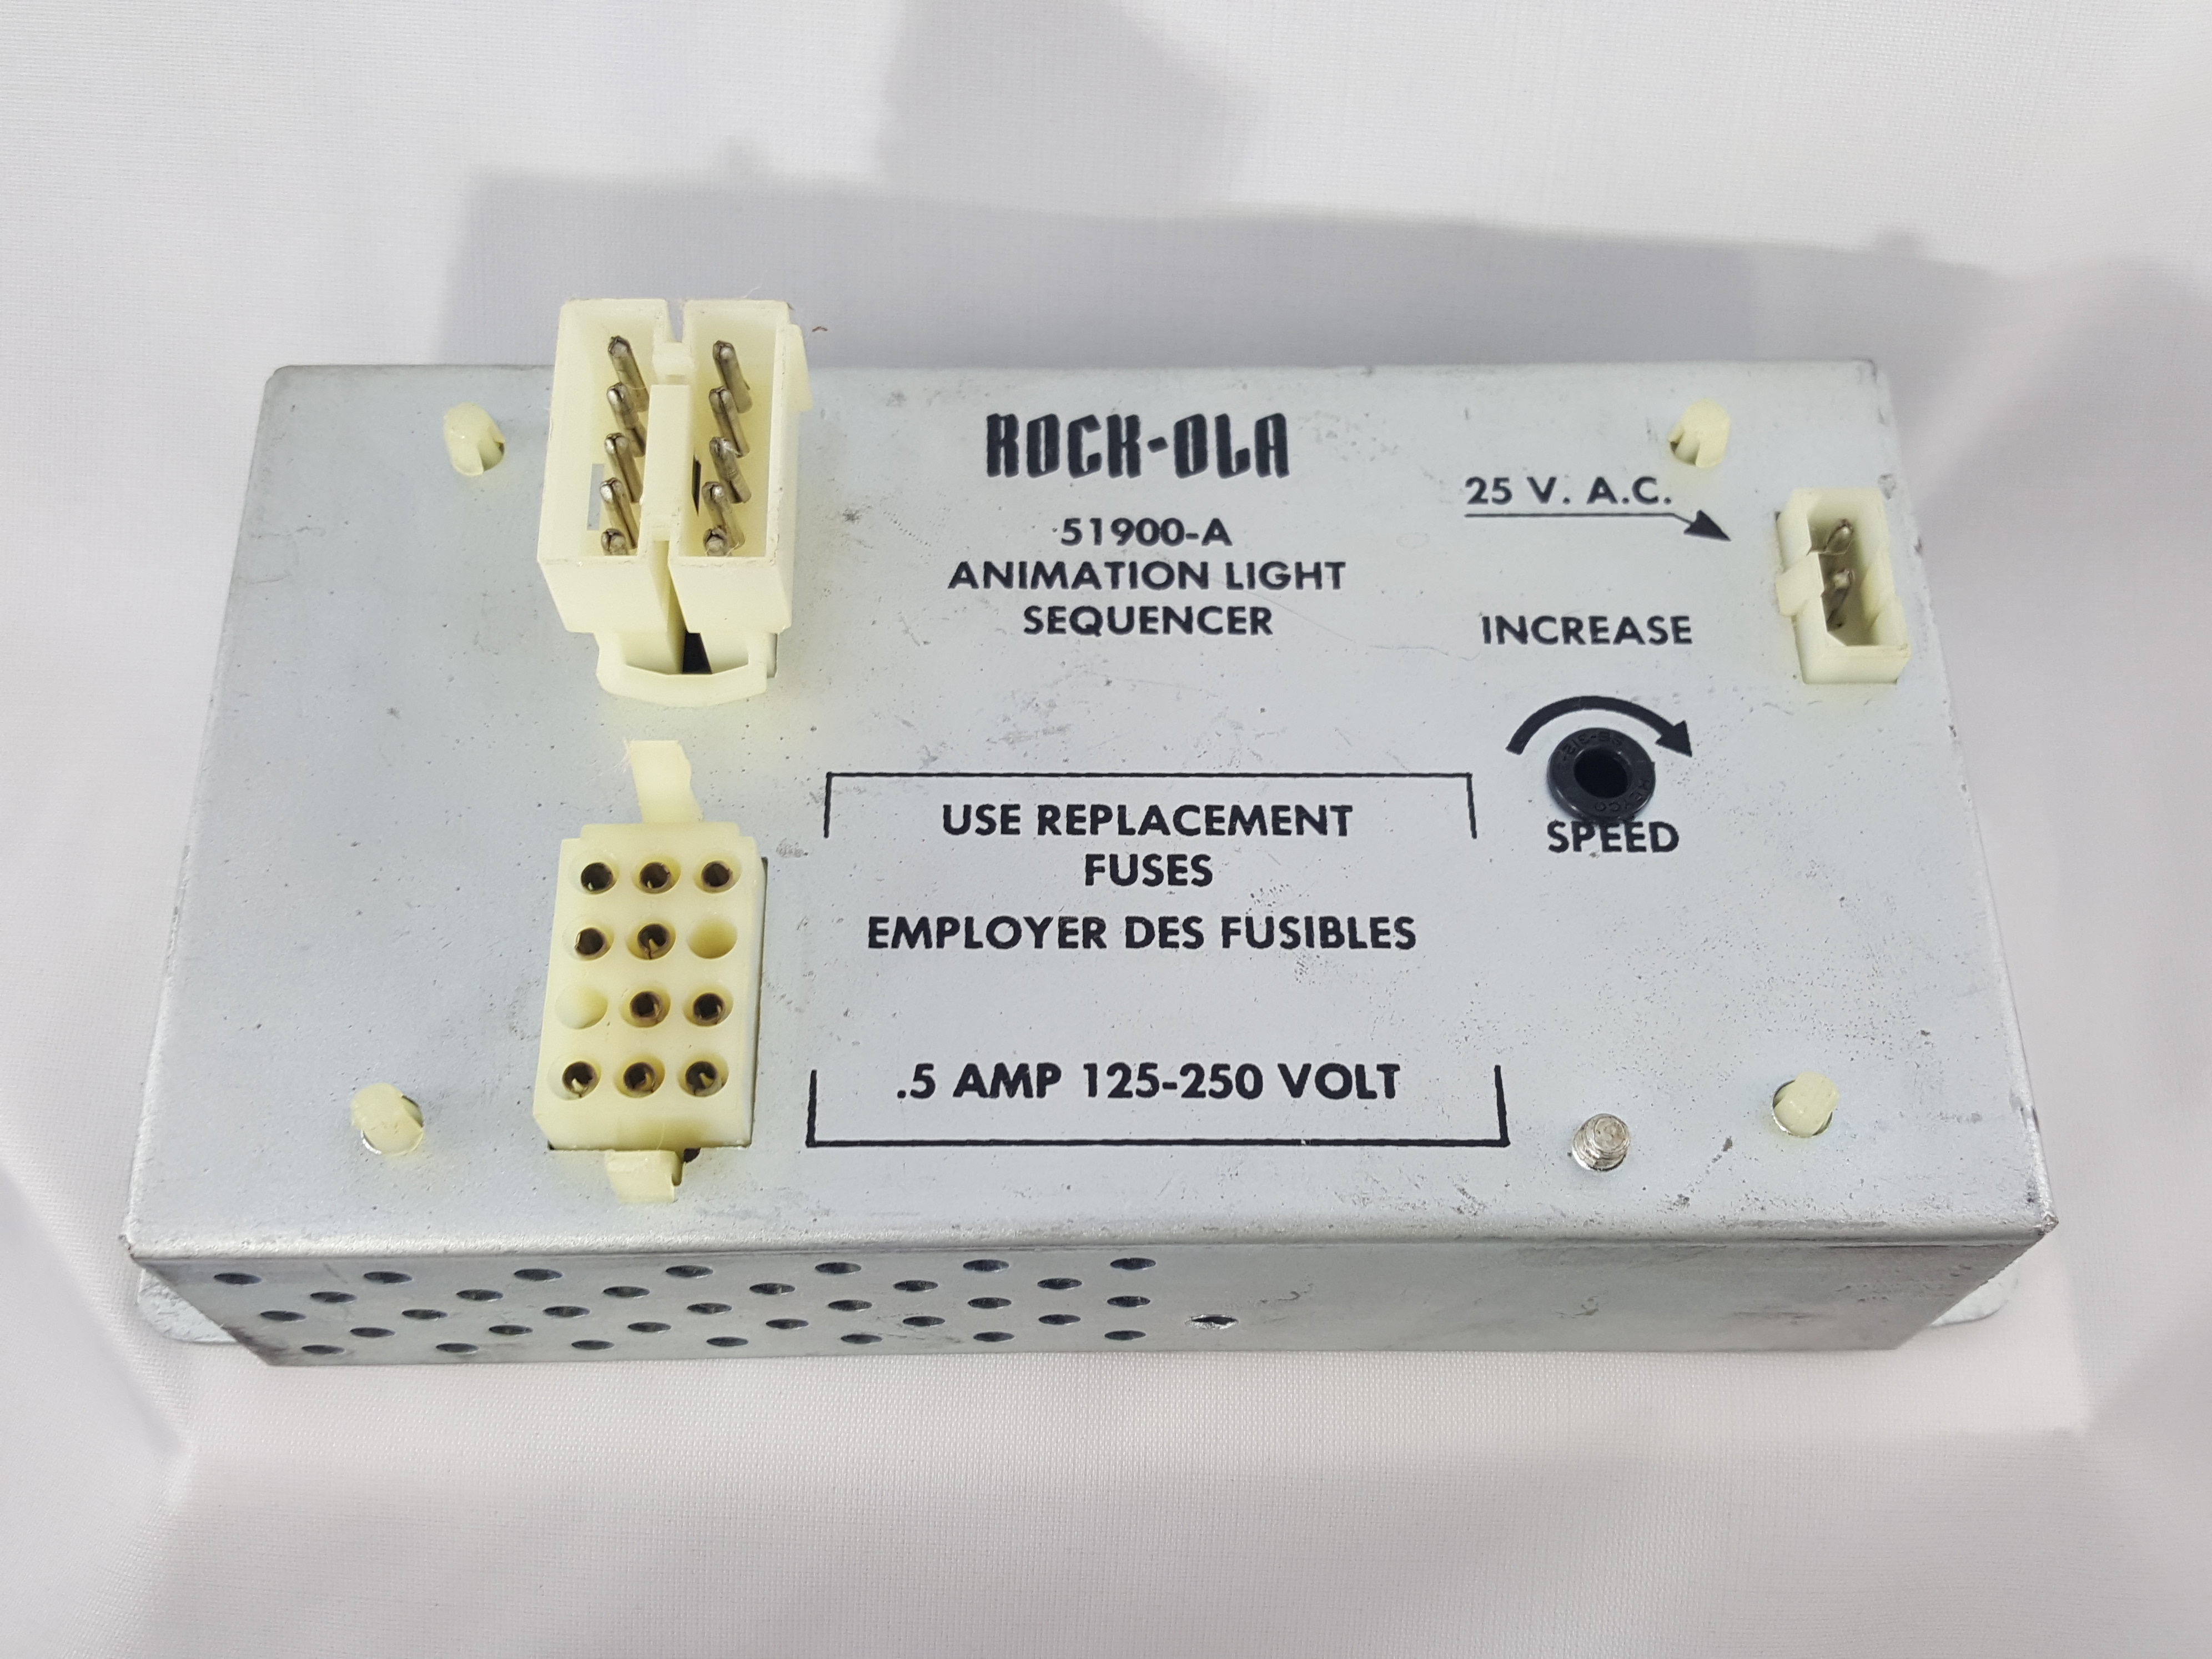 ROCK-OLA
51900-A
ANIMATION LIGHT
SEQUENCER
25 V. A.C.
INCREASE
SPEED
USE REPLACEMENT
FUSES
EMPLOYER DES FUSIBLES
.5 AMP 125-250 VOLT